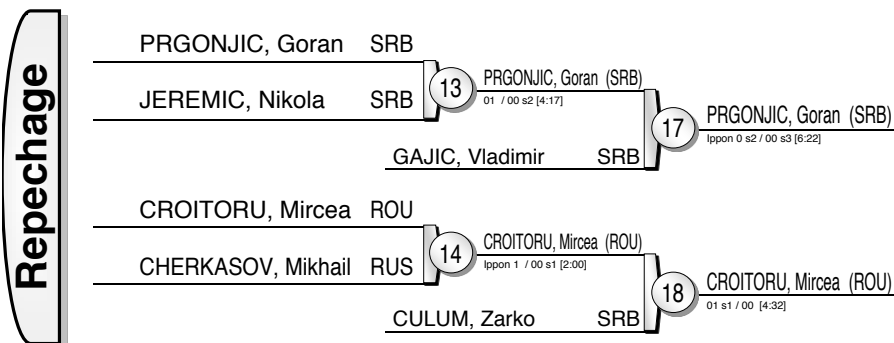 Repechage
PRGONJIC, Goran SRB
JEREMIC, Nikola SRB
13
PRGONJIC, Goran (SRB)
01 / 00 s2 [4:17]
GAJIC, Vladimir SRB
17
PRGONJIC, Goran (SRB)
Ippon 0 s2 / 00 s3 [6:22]
CROITORU, Mircea ROU
CHERKASOV, Mikhail RUS
14
CROITORU, Mircea (ROU)
Ippon 1 / 00 s1 [2:00]
CULUM, Zarko SRB
18
CROITORU, Mircea (ROU)
01 s1 / 00 [4:32]